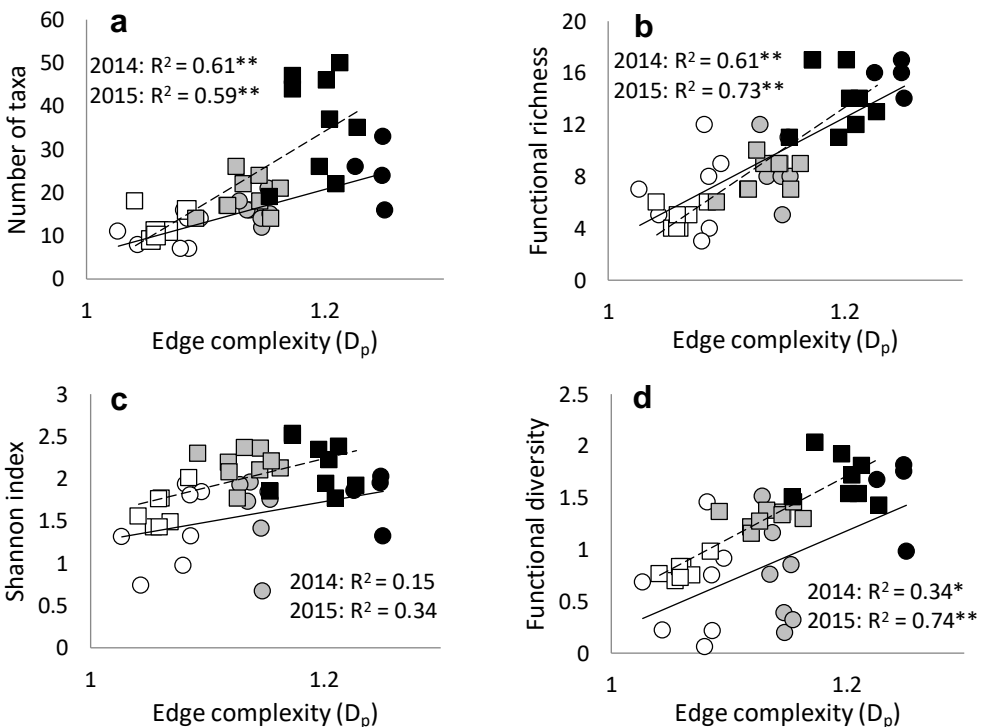 a
60
50
40
30
20
10
0
Number of taxa
2014: R² = 0.61**
2015: R² = 0.59**
1
1.2
Edge complexity (Dₚ)
b
20
16
12
8
4
0
Functional richness
2014: R² = 0.61**
2015: R² = 0.73**
1
1.2
Edge complexity (Dₚ)
c
3
2.5
2
1.5
1
0.5
0
Shannon index
2014: R² = 0.15
2015: R² = 0.34
1
1.2
Edge complexity (Dₚ)
d
2.5
2
1.5
1
0.5
0
Functional diversity
2014: R² = 0.34*
2015: R² = 0.74**
1
1.2
Edge complexity (Dₚ)